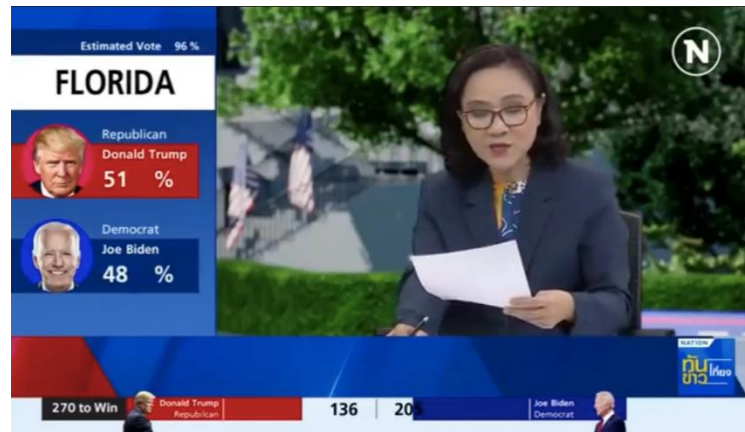 Estimated Vote 96 %
FLORIDA
Republican
Donald Trump
51 %
Democrat
Joe Biden
48 %
N
NATION
ทันข่าว
เที่ยง
270 to Win
Donald Trump
Republican
136
205
Joe Biden
Democrat